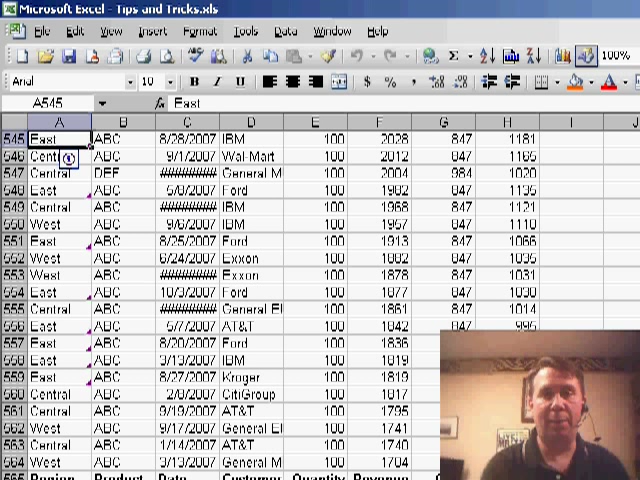 Microsoft Excel - Tips and Tricks.xls
File Edit View Insert Format Tools Data Window Help
100%
Arial 10 B I U $ % ,
A545 fx East
A B C D E F G H I J
545 East ABC 8/28/2007 IBM 100 2028 847 1181
546 Cent ABC 9/1/2007 Wal-Mart 100 2012 847 1165
547 Central DEF ######## General M 100 2004 984 1020
548 East ABC 5/8/2007 Ford 100 1982 847 1135
549 Central ABC ######## IBM 100 1968 847 1121
550 West ABC 9/6/2007 IBM 100 1957 847 1110
551 East ABC 8/25/2007 Ford 100 1913 847 1066
552 West ABC 6/24/2007 Exxon 100 1882 847 1035
553 West ABC ######## Exxon 100 1878 847 1031
554 East ABC 10/3/2007 Ford 100 1877 847 1030
555 Central ABC ######## General El 100 1861 847 1014
556 East ABC 5/7/2007 AT&T 100 1842 847 995
557 East ABC 8/20/2007 Ford 100 1836
558 West ABC 3/13/2007 IBM 100 1819
559 East ABC 8/27/2007 Kroger 100 1819
560 Central ABC 2/8/2007 CitiGroup 100 1817
561 Central ABC 9/19/2007 AT&T 100 1795
562 West ABC 9/17/2007 General El 100 1741
563 Central ABC 1/14/2007 AT&T 100 1740
564 West ABC 3/13/2007 General M 100 1704
565 Region Product Date Customer Quantity Revenue